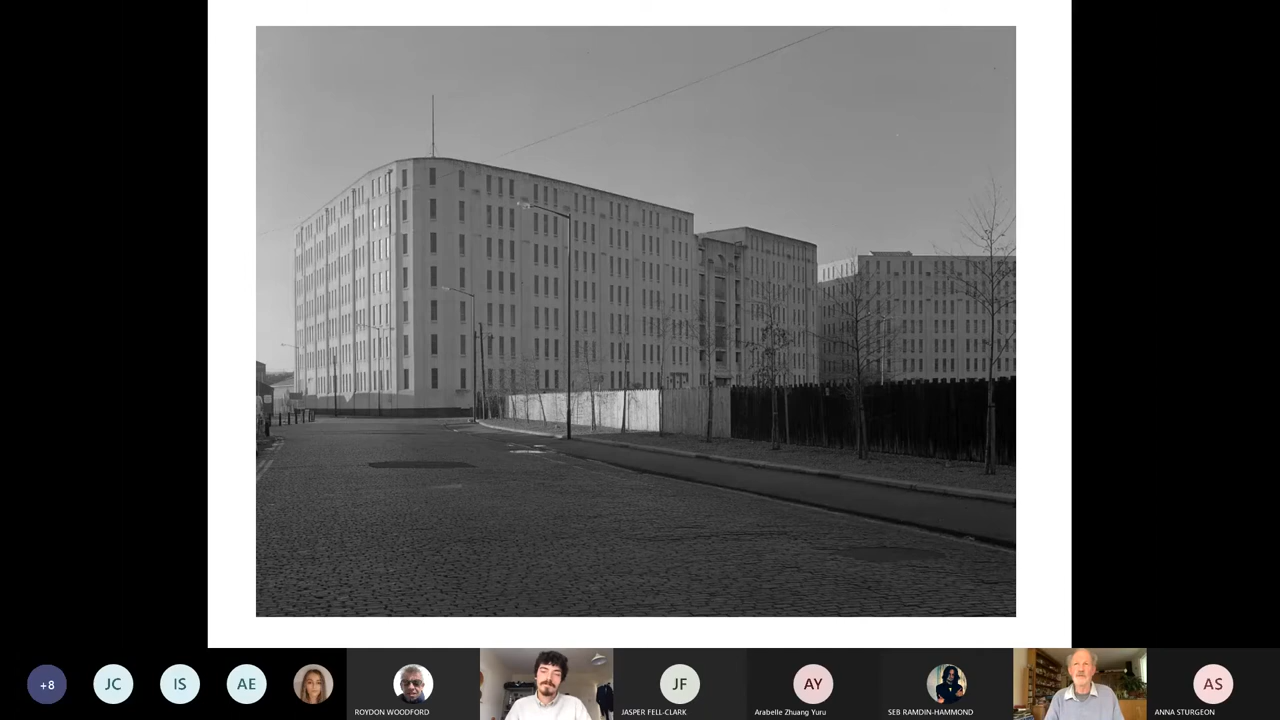 +8
JC
IS
AE
ROYDON WOODFORD
JF
JASPER FELL-CLARK
AY
Arabelle Zhuang Yuru
SEB RAMDIN-HAMMOND
AS
ANNA STURGEON